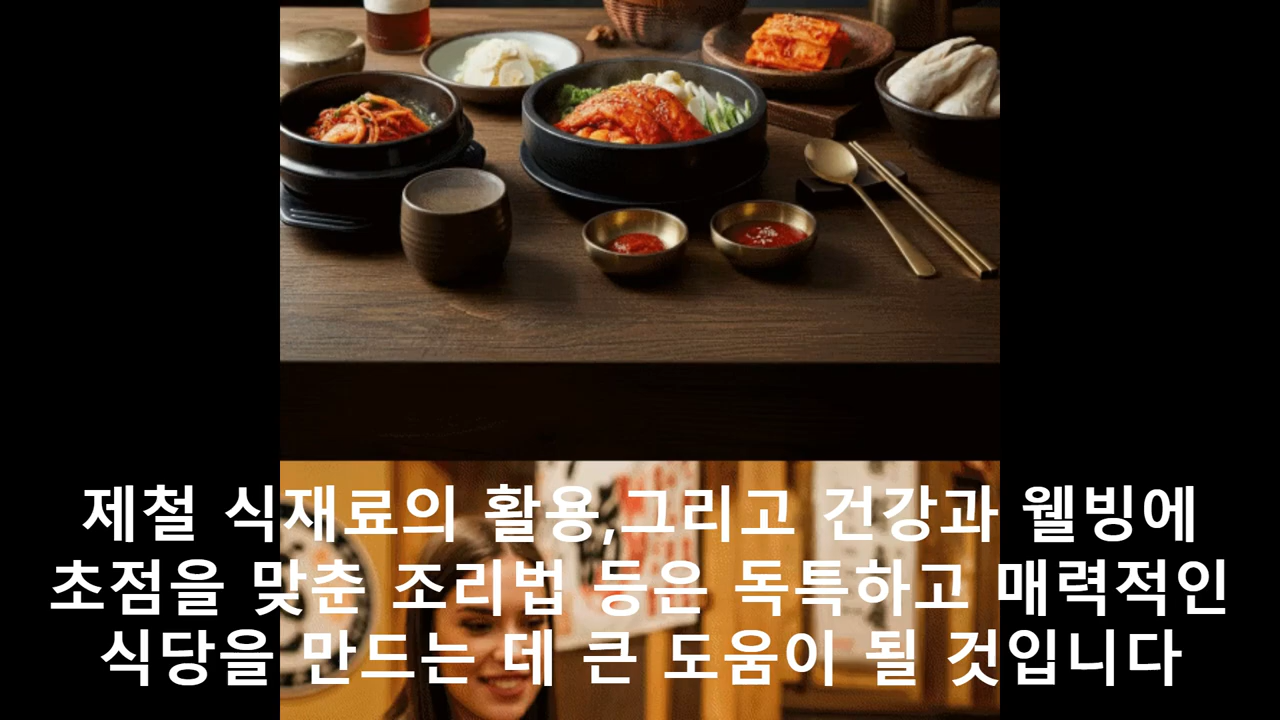 제철 식재료의 활용,그리고 건강과 웰빙에
초점을 맞춘 조리법 등은 독특하고 매력적인
식당을 만드는 데 큰 도움이 될 것입니다